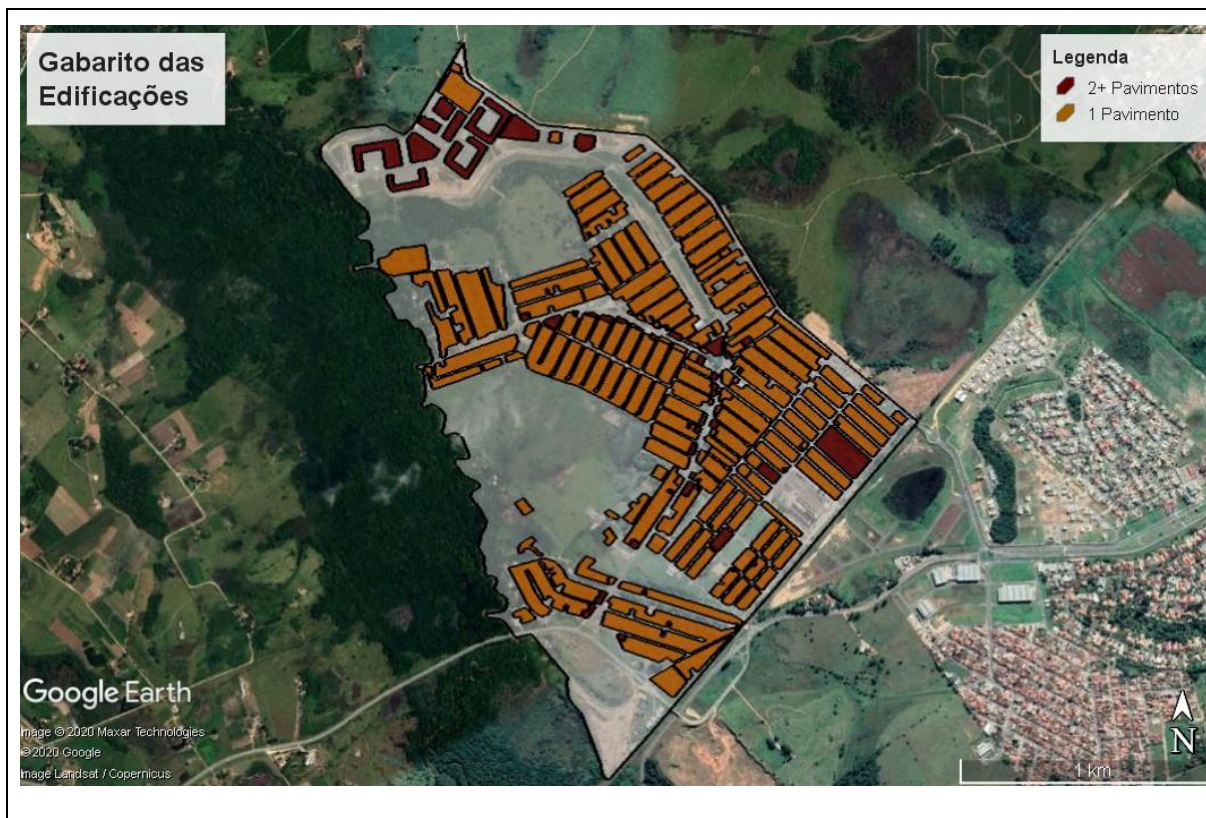 Gabarito das
Edificações
Legenda
2+ Pavimentos
1 Pavimento
Google Earth
Image © 2020 Maxar Technologies
© 2020 Google
Image Landsat / Copernicus
N
1 km